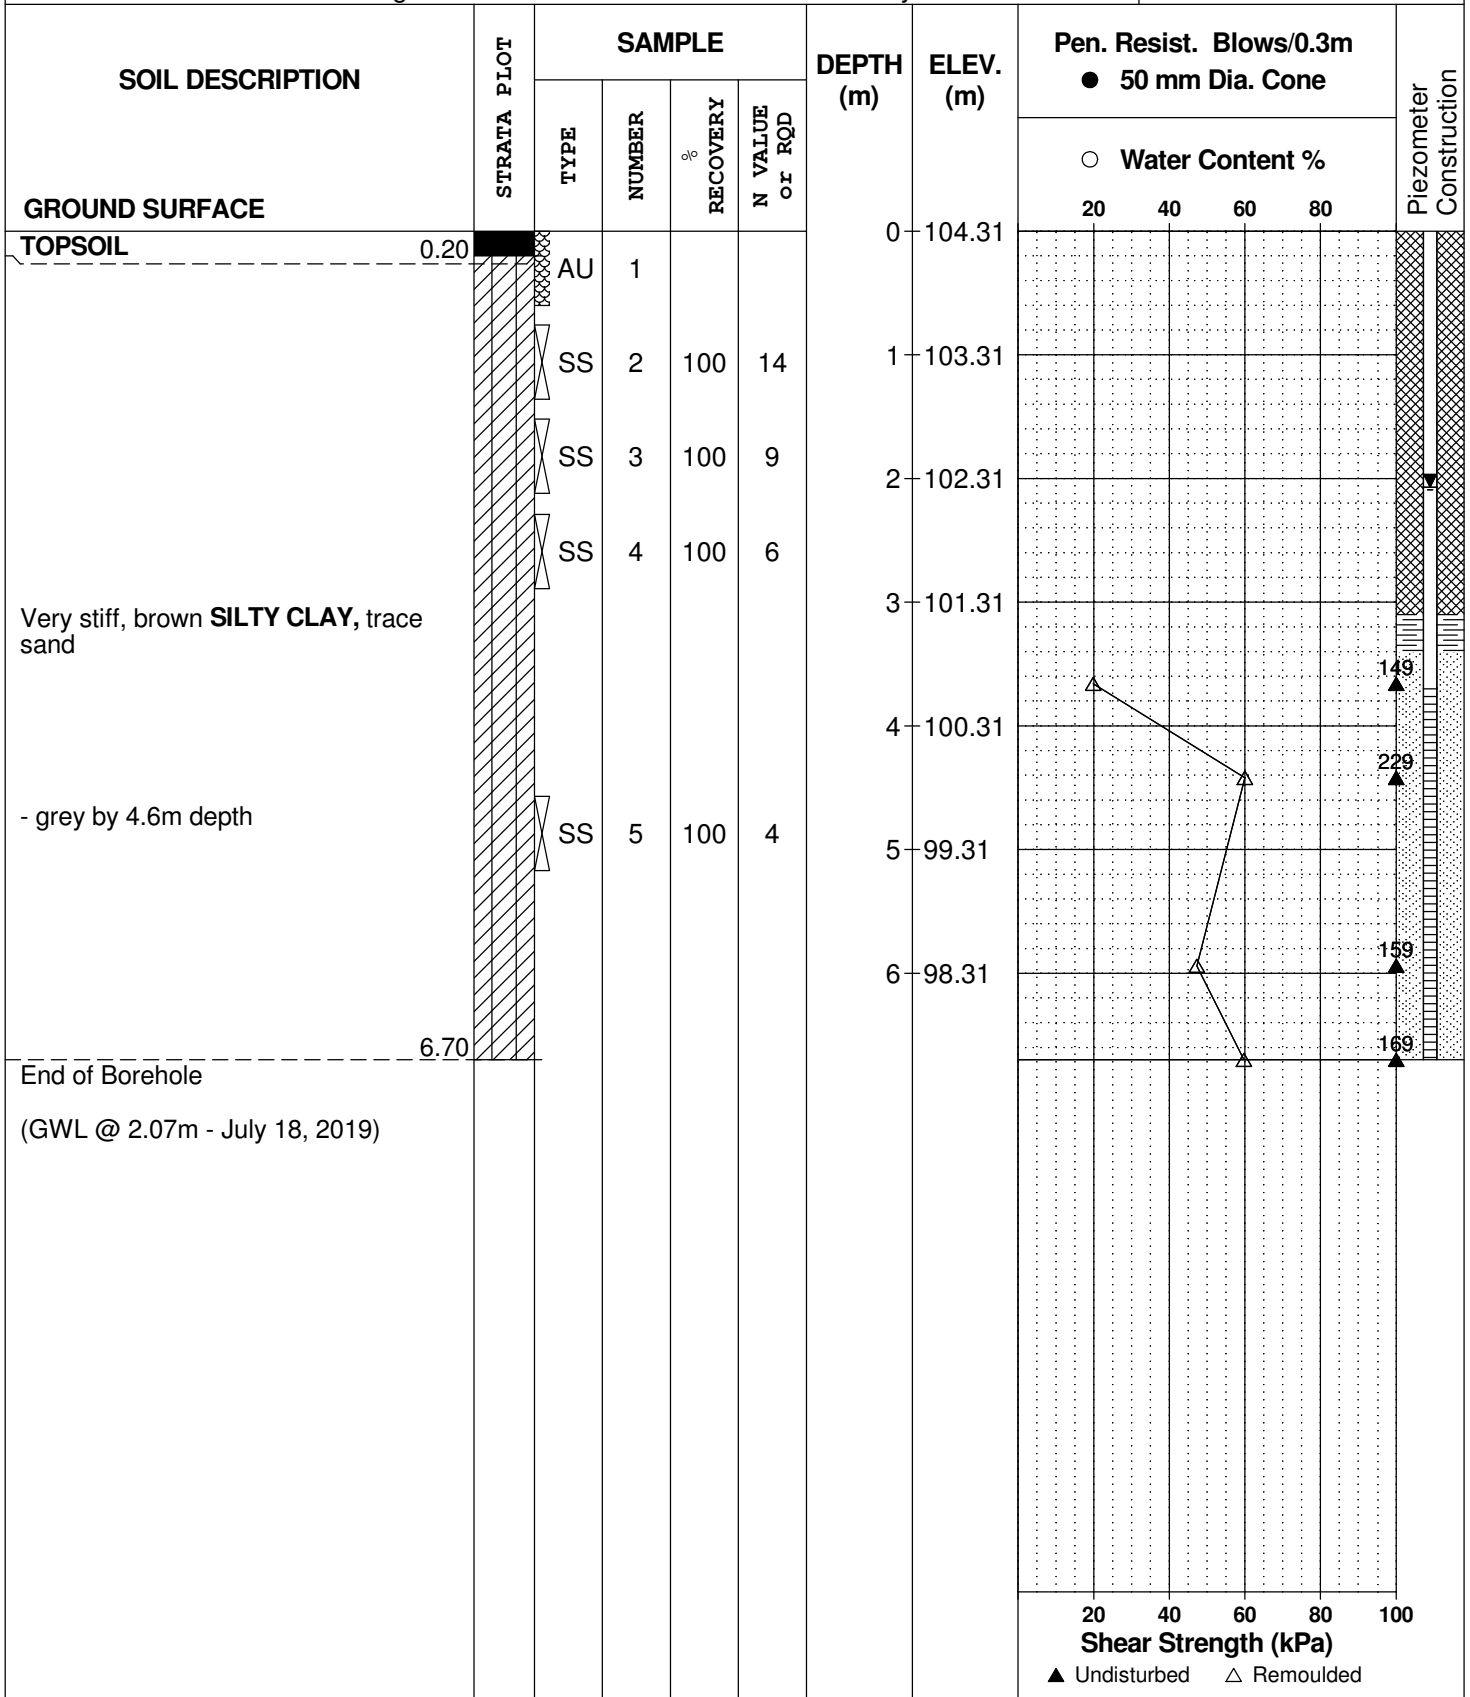 SOIL DESCRIPTION
GROUND SURFACE
STRATA PLOT
SAMPLE
TYPE
NUMBER
% RECOVERY
N VALUE or RQD
DEPTH (m)
ELEV. (m)
Pen. Resist. Blows/0.3m
● 50 mm Dia. Cone
○ Water Content %
20 40 60 80
Piezometer Construction
TOPSOIL 0.20
AU 1
0 104.31
SS 2 100 14
1 103.31
SS 3 100 9
2 102.31
SS 4 100 6
3 101.31
Very stiff, brown SILTY CLAY, trace
sand
149
4 100.31
229
- grey by 4.6m depth
SS 5 100 4
5 99.31
159
6 98.31
6.70
169
End of Borehole
(GWL @ 2.07m - July 18, 2019)
20 40 60 80 100
Shear Strength (kPa)
▲ Undisturbed △ Remoulded